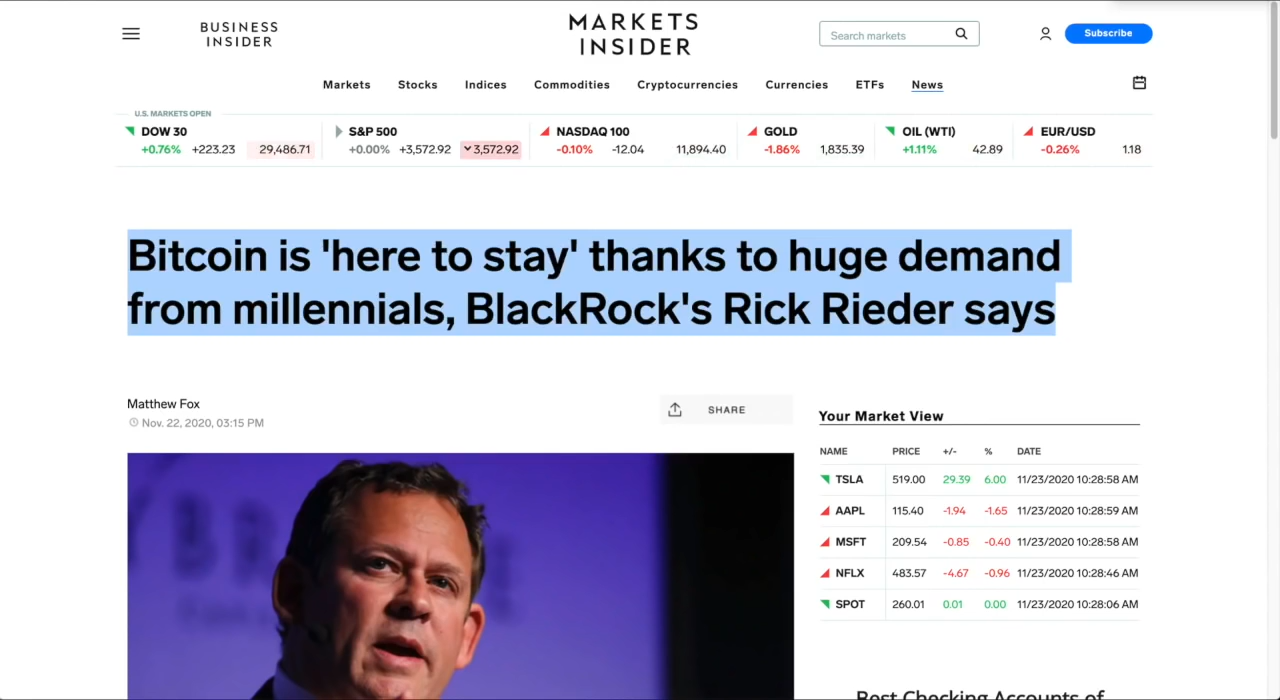 BUSINESS
INSIDER
MARKETS
INSIDER
Search markets
Subscribe
Markets Stocks Indices Commodities Cryptocurrencies Currencies ETFs News
U.S. MARKETS OPEN
DOW 30 S&P 500 NASDAQ 100 GOLD OIL (WTI) EUR/USD
+0.76% +223.23 29,486.71 +0.00% +3,572.92 3,572.92 -0.10% -12.04 11,894.40 -1.86% 1,835.39 +1.11% 42.89 -0.26% 1.18
Bitcoin is 'here to stay' thanks to huge demand
from millennials, BlackRock's Rick Rieder says
Matthew Fox
Nov. 22, 2020, 03:15 PM
SHARE
Your Market View
NAME PRICE +/- % DATE
TSLA 519.00 29.39 6.00 11/23/2020 10:28:58 AM
AAPL 115.40 -1.94 -1.65 11/23/2020 10:28:59 AM
MSFT 209.54 -0.85 -0.40 11/23/2020 10:28:58 AM
NFLX 483.57 -4.67 -0.96 11/23/2020 10:28:46 AM
SPOT 260.01 0.01 0.00 11/23/2020 10:28:06 AM
Best Checking Accounts of